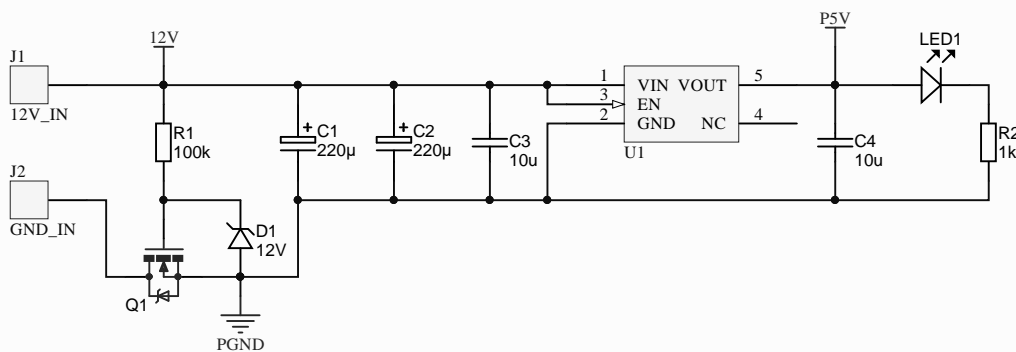 12V
P5V
J1
LED1
12V_IN
1
VIN
VOUT
5
3
EN
2
GND
NC
4
U1
R1
100k
C1
220µ
C2
220µ
C3
10u
C4
10u
R2
1k
J2
GND_IN
D1
12V
Q1
PGND